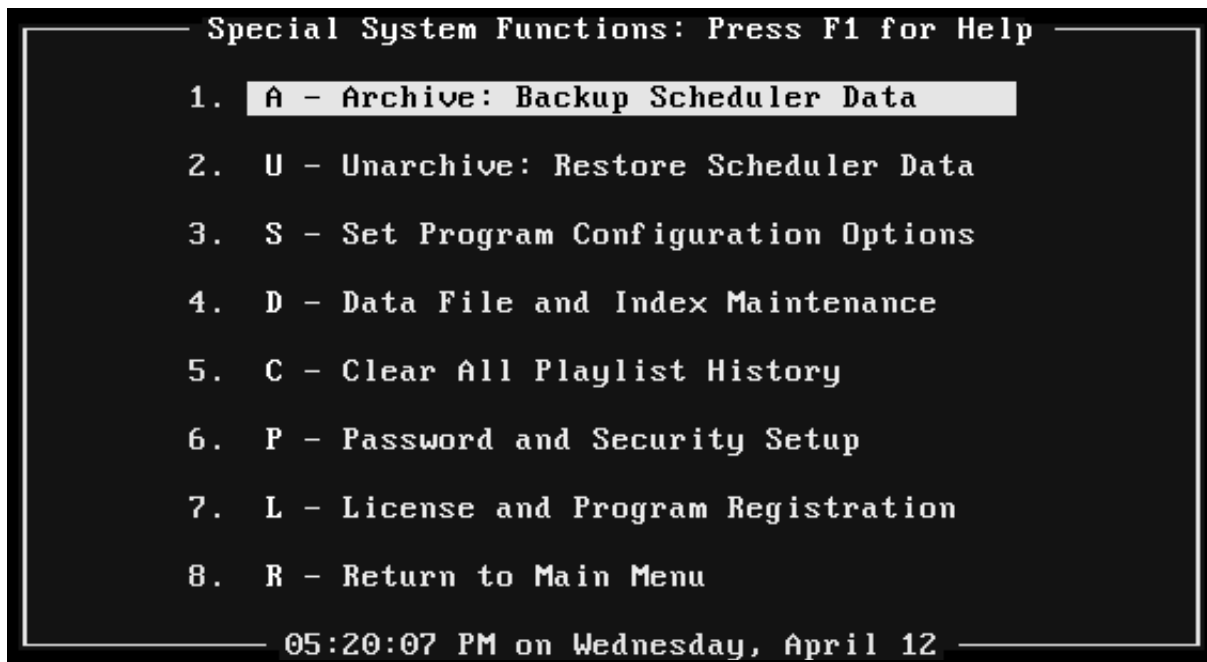 Special System Functions: Press F1 for Help
1. A - Archive: Backup Scheduler Data
2. U - Unarchive: Restore Scheduler Data
3. S - Set Program Configuration Options
4. D - Data File and Index Maintenance
5. C - Clear All Playlist History
6. P - Password and Security Setup
7. L - License and Program Registration
8. R - Return to Main Menu
05:20:07 PM on Wednesday, April 12